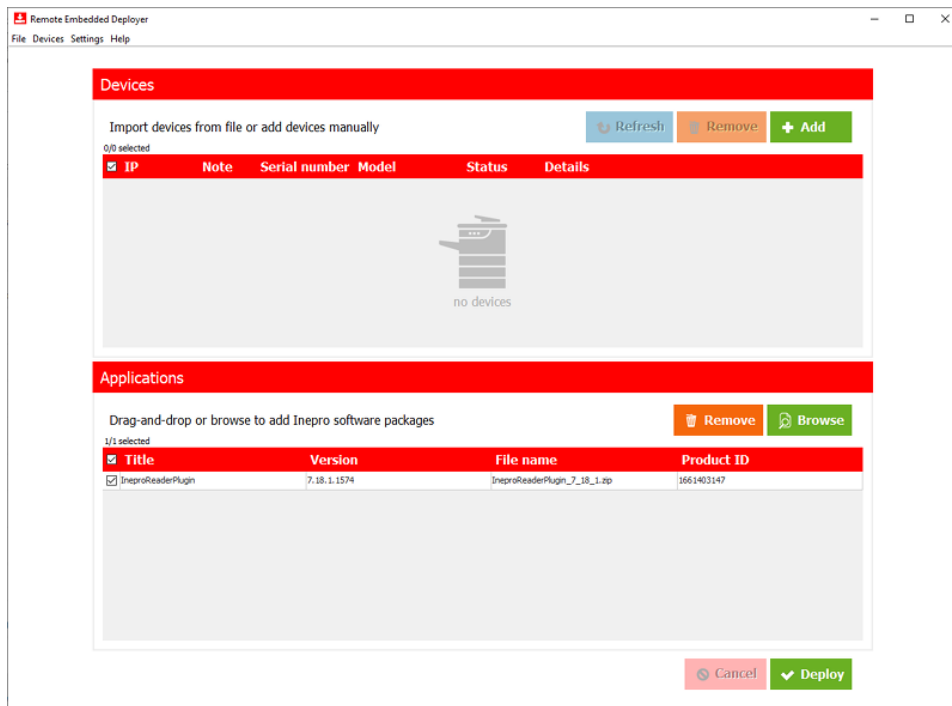 Remote Embedded Deployer
File Devices Settings Help
Devices
Import devices from file or add devices manually
Refresh Remove Add
0/0 selected
IP Note Serial number Model Status Details
no devices
Applications
Drag-and-drop or browse to add Inepro software packages
Remove Browse
1/1 selected
Title Version File name Product ID
IneproReaderPlugin 7.18.1.1574 IneproReaderPlugin_7_18_1.zip 1661403147
Cancel Deploy